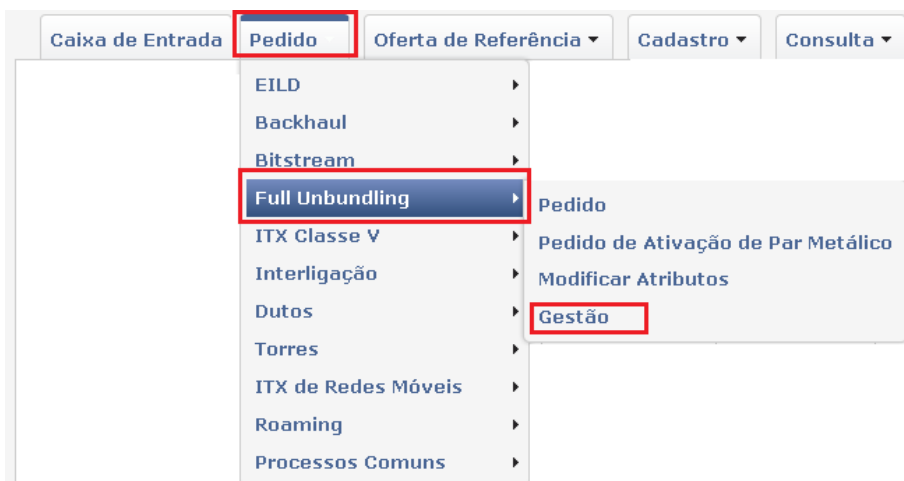 Caixa de Entrada Pedido Oferta de Referência Cadastro Consulta
EILD
Backhaul
Bitstream
Full Unbundling
Pedido
ITX Classe V
Pedido de Ativação de Par Metálico
Interligação
Modificar Atributos
Dutos
Gestão
Torres
ITX de Redes Móveis
Roaming
Processos Comuns